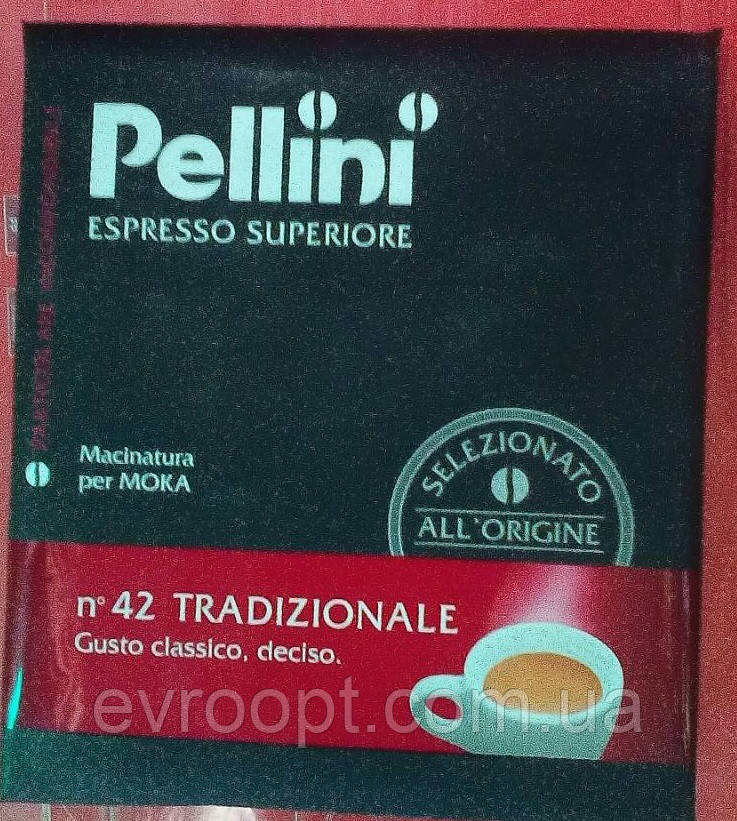 Pellini
ESPRESSO SUPERIORE
Macinatura
per MOKA
SELEZIONATO
ALL'ORIGINE
n° 42 TRADIZIONALE
Gusto classico, deciso.
evroopt.com.ua